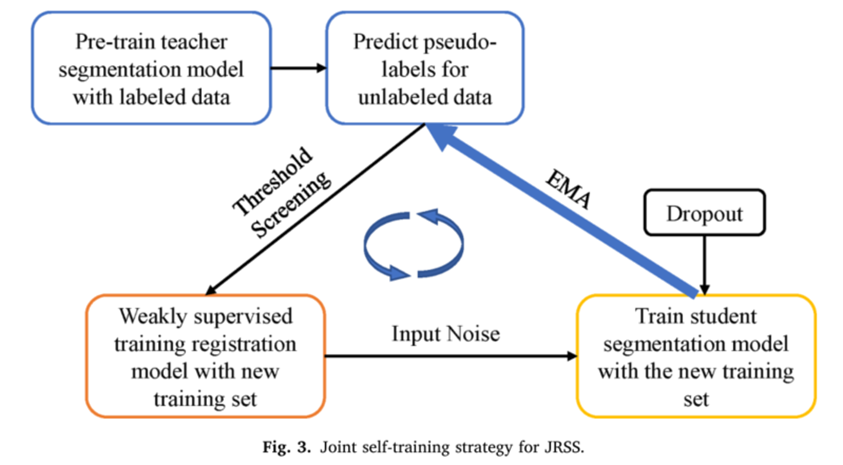 Pre-train teacher
segmentation model
with labeled data
Predict pseudo-
labels for
unlabeled data
Threshold
Screening
EMA
Dropout
Weakly supervised
training registration
model with new
training set
Input Noise
Train student
segmentation model
with the new training
set
Fig. 3. Joint self-training strategy for JRSS.